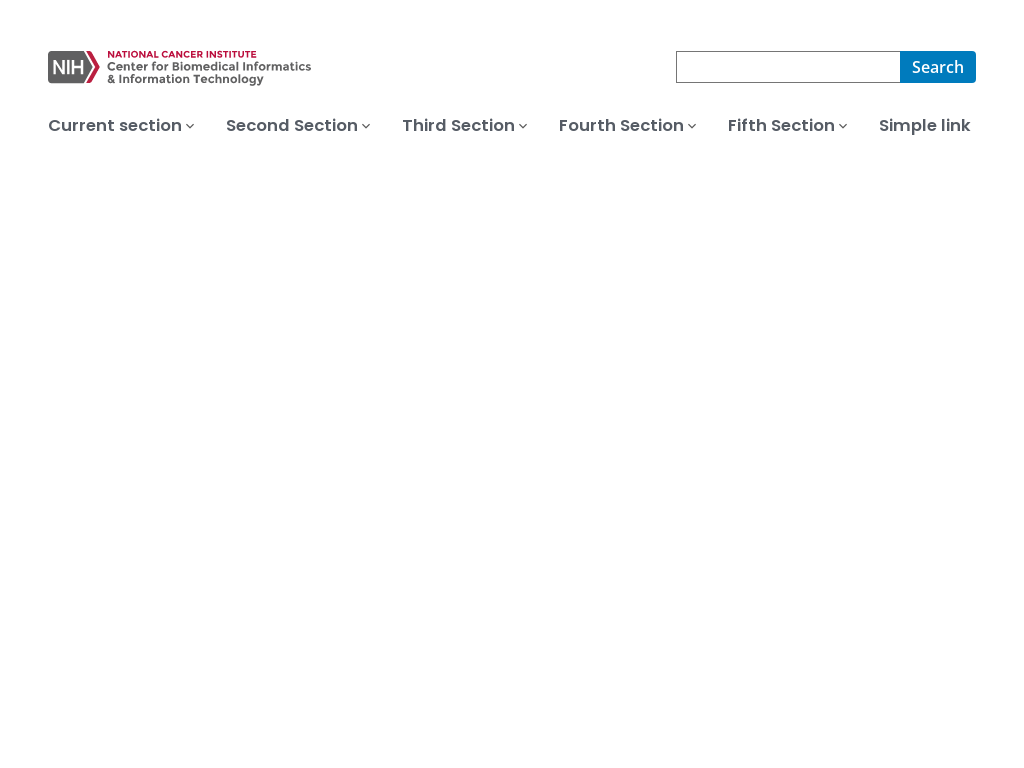 NIH
NATIONAL CANCER INSTITUTE
Center for Biomedical Informatics
& Information Technology
Search
Current section
Second Section
Third Section
Fourth Section
Fifth Section
Simple link